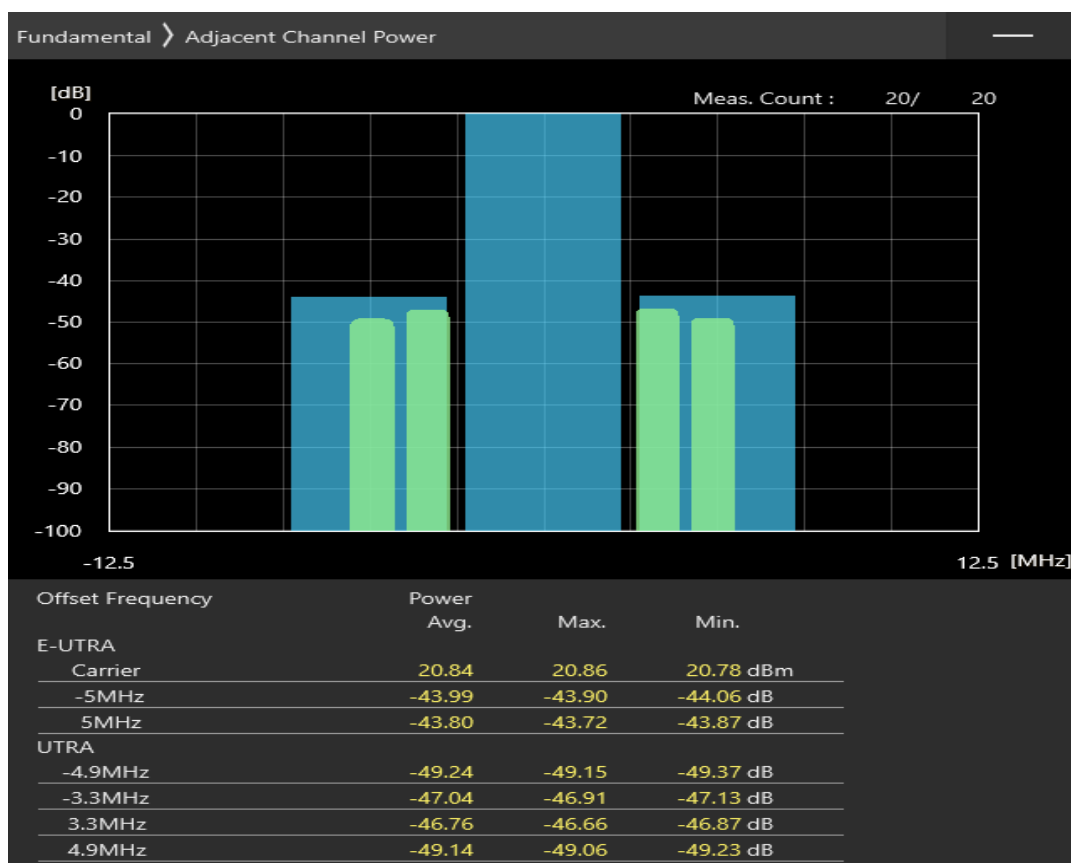 Fundamental 〉 Adjacent Channel Power
[dB]
Meas. Count : 20/ 20
0
-10
-20
-30
-40
-50
-60
-70
-80
-90
-100
-12.5 12.5 [MHz]
Offset Frequency Power
Avg. Max. Min.
E-UTRA
Carrier 20.84 20.86 20.78 dBm
-5MHz -43.99 -43.90 -44.06 dB
5MHz -43.80 -43.72 -43.87 dB
UTRA
-4.9MHz -49.24 -49.15 -49.37 dB
-3.3MHz -47.04 -46.91 -47.13 dB
3.3MHz -46.76 -46.66 -46.87 dB
4.9MHz -49.14 -49.06 -49.23 dB